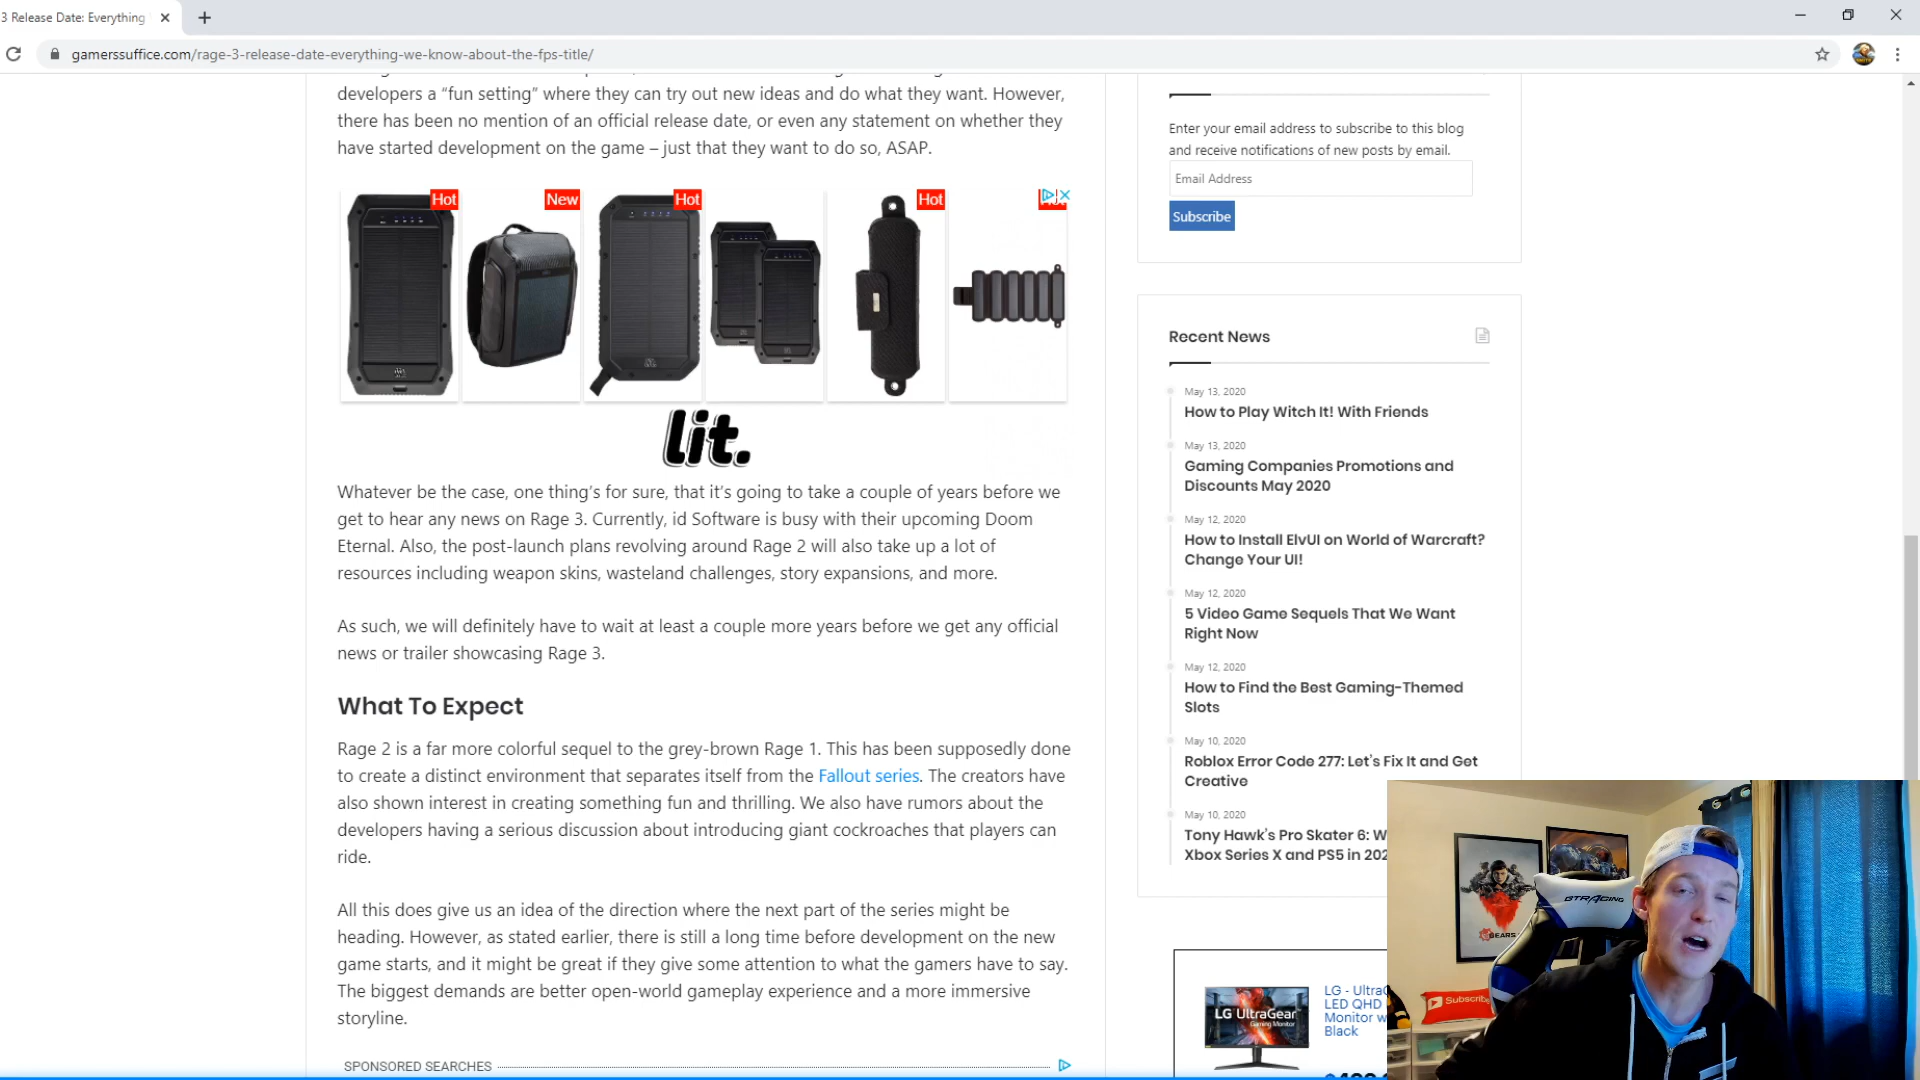 3 Release Date: Everything
gamerssuffice.com/rage-3-release-date-everything-we-know-about-the-fps-title/
developers a “fun setting” where they can try out new ideas and do what they want. However,
there has been no mention of an official release date, or even any statement on whether they
have started development on the game – just that they want to do so, ASAP.
Hot
New
Hot
Hot
lit.
Whatever be the case, one thing’s for sure, that it’s going to take a couple of years before we
get to hear any news on Rage 3. Currently, id Software is busy with their upcoming Doom
Eternal. Also, the post-launch plans revolving around Rage 2 will also take up a lot of
resources including weapon skins, wasteland challenges, story expansions, and more.
As such, we will definitely have to wait at least a couple more years before we get any official
news or trailer showcasing Rage 3.
What To Expect
Rage 2 is a far more colorful sequel to the grey-brown Rage 1. This has been supposedly done
to create a distinct environment that separates itself from the Fallout series. The creators have
also shown interest in creating something fun and thrilling. We also have rumors about the
developers having a serious discussion about introducing giant cockroaches that players can
ride.
All this does give us an idea of the direction where the next part of the series might be
heading. However, as stated earlier, there is still a long time before development on the new
game starts, and it might be great if they give some attention to what the gamers have to say.
The biggest demands are better open-world gameplay experience and a more immersive
storyline.
SPONSORED SEARCHES
Enter your email address to subscribe to this blog
and receive notifications of new posts by email.
Email Address
Subscribe
Recent News
May 13, 2020
How to Play Witch It! With Friends
May 13, 2020
Gaming Companies Promotions and
Discounts May 2020
May 12, 2020
How to Install ElvUI on World of Warcraft?
Change Your UI!
May 12, 2020
5 Video Game Sequels That We Want
Right Now
May 12, 2020
How to Find the Best Gaming-Themed
Slots
May 10, 2020
Roblox Error Code 277: Let’s Fix It and Get
Creative
May 10, 2020
Tony Hawk’s Pro Skater 6:
Xbox Series X and PS5 in
LG UltraGear
Gaming Monitor
LG -
LED QHD
Monitor
Black
GTRACING
GEARS
Subscribe